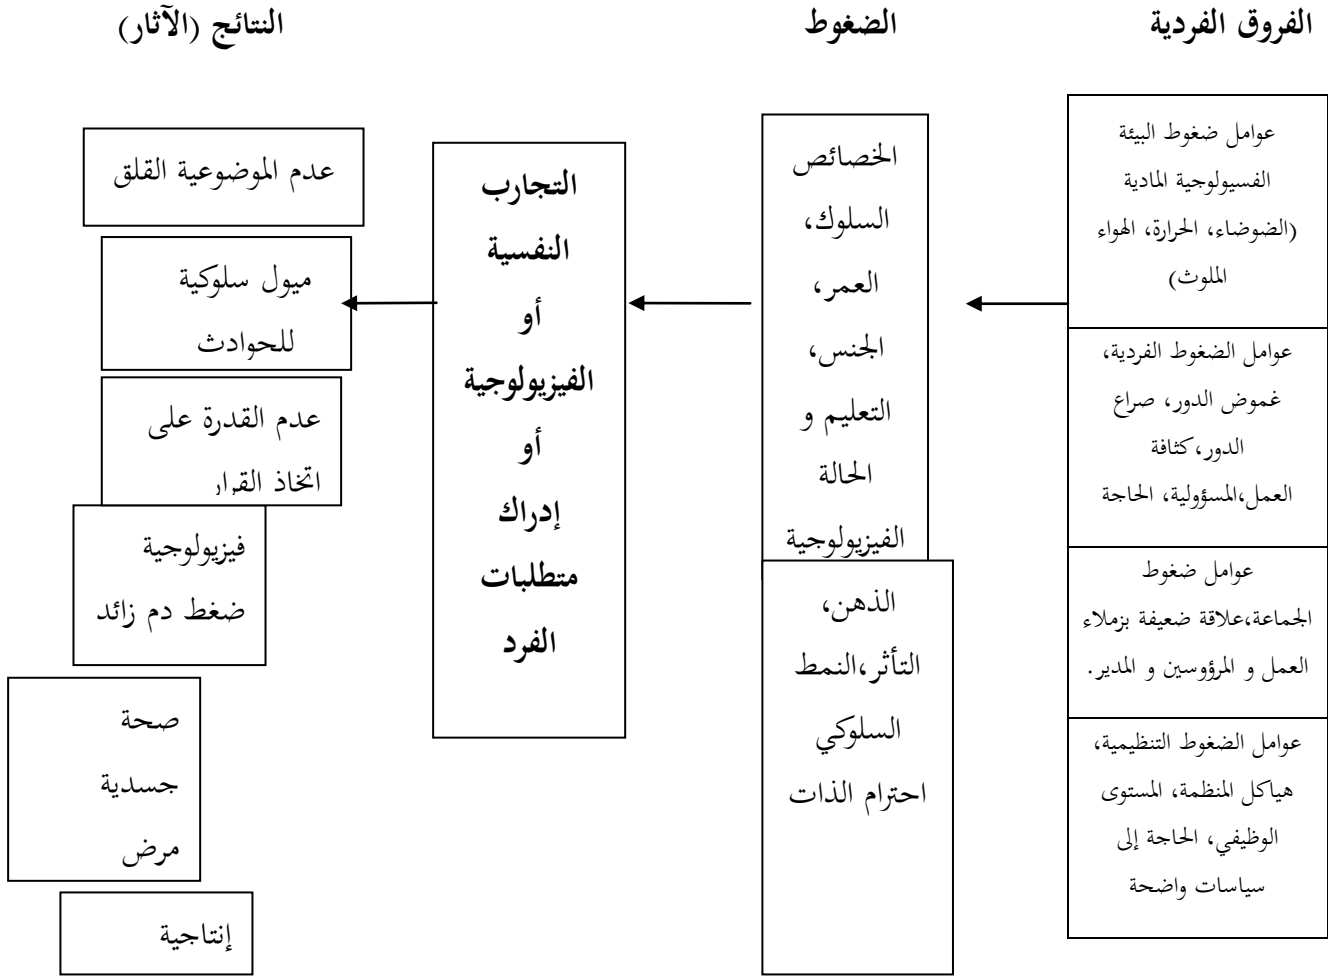 الفروق الفردية
الضغوط
النتائج (الآثار)
عوامل ضغوط البيئة
الفسيولوجية المادية
(الضوضاء، الحرارة، الهواء
الملوث)
عوامل الضغوط الفردية،
غموض الدور، صراع
الدور،كثافة
العمل،المسؤولية، الحاجة
عوامل ضغوط
الجماعة،علاقة ضعيفة بزملاء
العمل و المرؤوسين و المدير.
عوامل الضغوط التنظيمية،
هياكل المنظمة، المستوى
الوظيفي، الحاجة إلى
سياسات واضحة
الخصائص
السلوك،
العمر،
الجنس،
التعليم و
الحالة
الفيزيولوجية
الذهن،
التأثر،النمط
السلوكي
احترام الذات
التجارب
النفسية
أو
الفيزيولوجية
أو
إدراك
متطلبات
الفرد
عدم الموضوعية القلق
ميول سلوكية
للحوادث
عدم القدرة على
اتخاذ القرار
فيزيولوجية
ضغط دم زائد
صحة
جسدية
مرض
إنتاجية